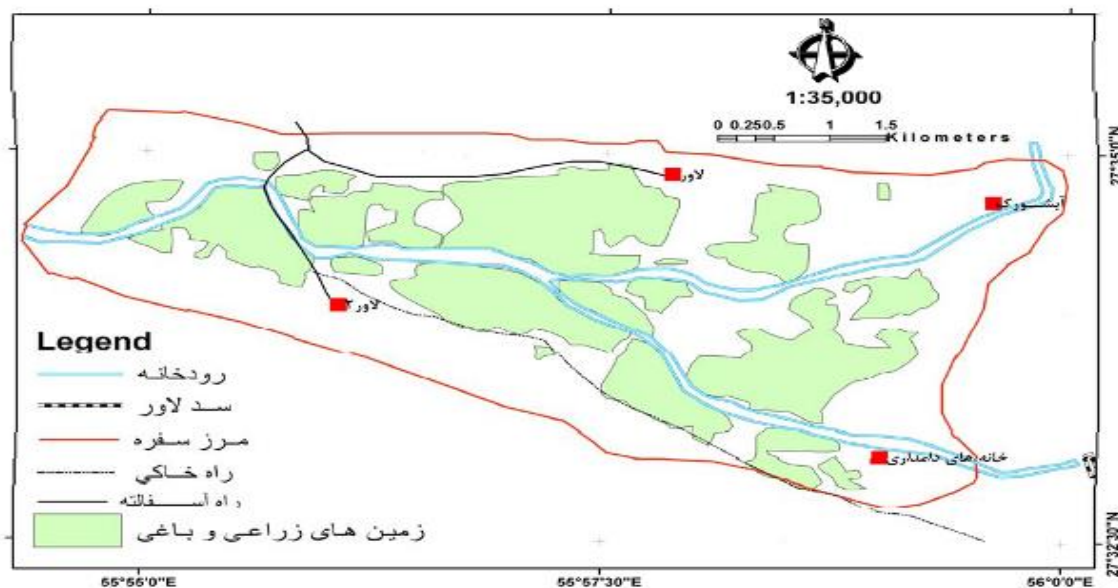 1:35,000
0 0.25 0.5 1 1.5
Kilometers
27°35'0"N
لاور
آبشورک
لاور۲
خانه های دامداری
Legend
رودخانه
سد لاور
مرز سفره
راه خاکي
راه آسفالته
زمین های زراعی و باغی
27°32'30"N
55°55'0"E
56°57'30"E
56°0'0"E